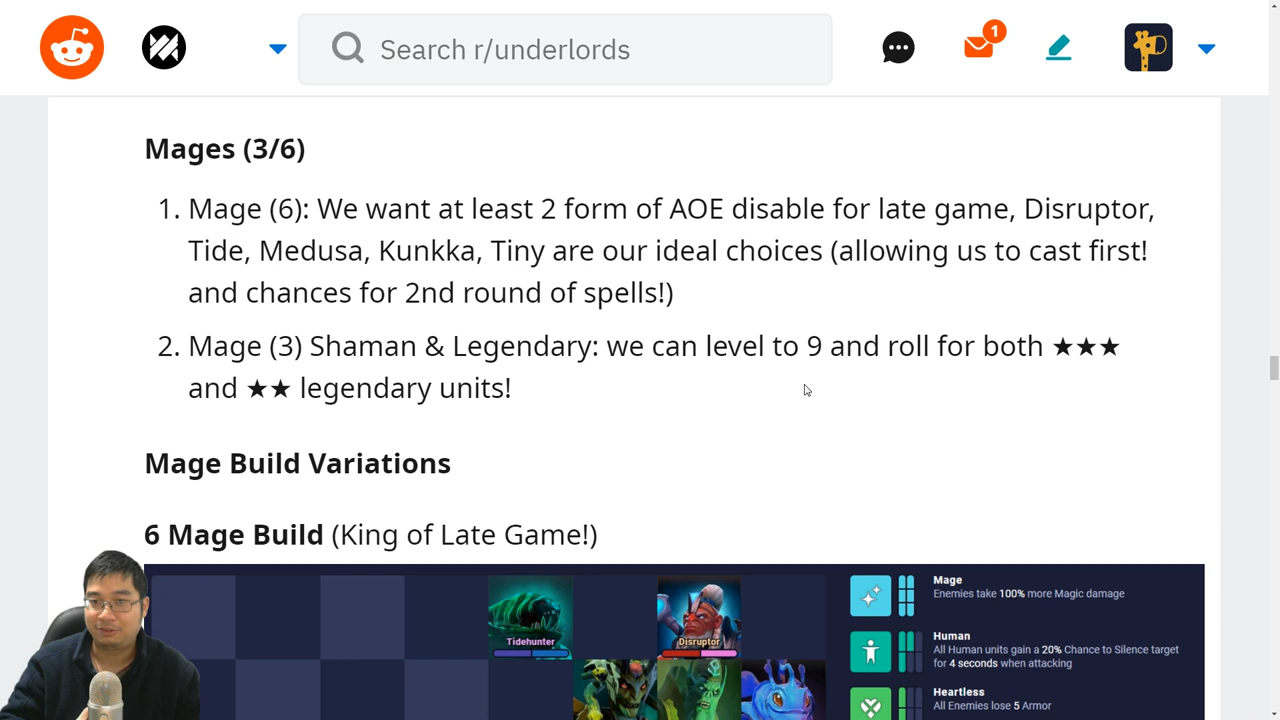 Search r/underlords
1
Mages (3/6)
1. Mage (6): We want at least 2 form of AOE disable for late game, Disruptor,
Tide, Medusa, Kunkka, Tiny are our ideal choices (allowing us to cast first!
and chances for 2nd round of spells!)
2. Mage (3) Shaman & Legendary: we can level to 9 and roll for both ★★★
and ★★ legendary units!
Mage Build Variations
6 Mage Build (King of Late Game!)
Tidehunter
Disruptor
Mage
Enemies take 100% more Magic damage
Human
All Human units gain a 20% Chance to Silence target
for 4 seconds when attacking
Heartless
All Enemies lose 5 Armor